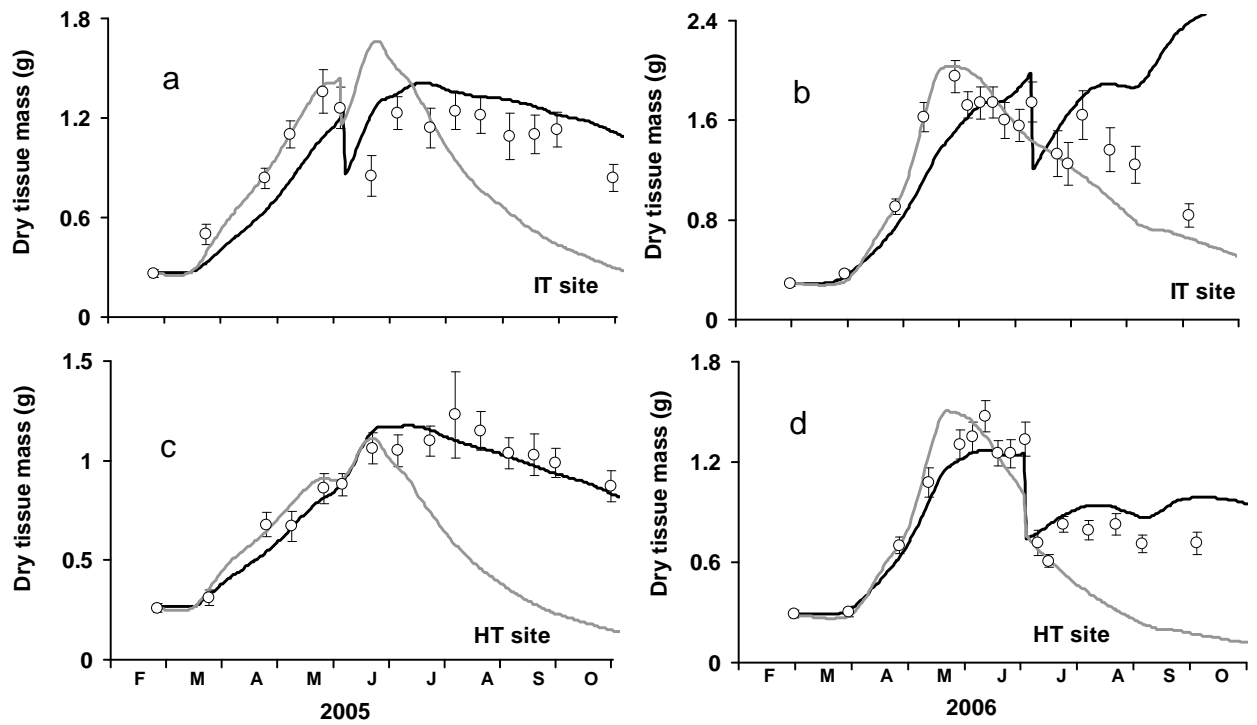 Dry tissue mass (g)
1.8
1.2
0.6
0
a
IT site
Dry tissue mass (g)
2.4
1.6
0.8
0
b
IT site
Dry tissue mass (g)
1.5
1
0.5
0
c
HT site
F M A M J J A S O
2005
Dry tissue mass (g)
1.8
1.2
0.6
0
d
HT site
F M A M J J A S O
2006